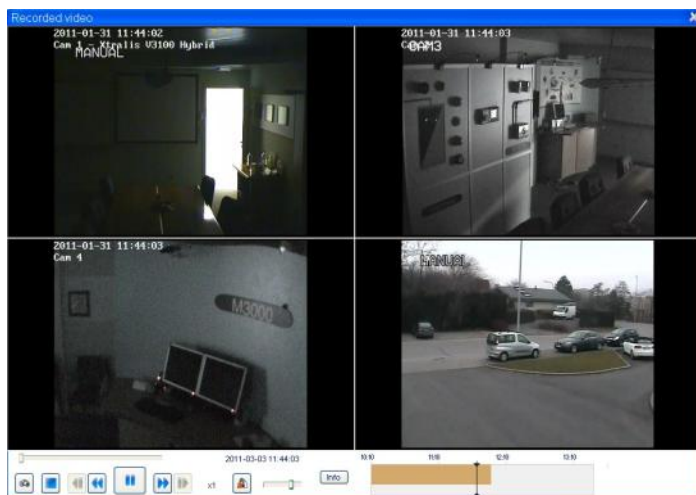 Recorded video
2011-01-31 11:44:02
Cam 1 - Xtralis V3100 Hybrid
MANUAL
2011-01-31 11:44:03
CAM3
2011-01-31 11:44:03
Cam 4
M3000
MANUAL
2011-03-03 11:44:03
10:10 11:10 12:10 13:10
x1
Info